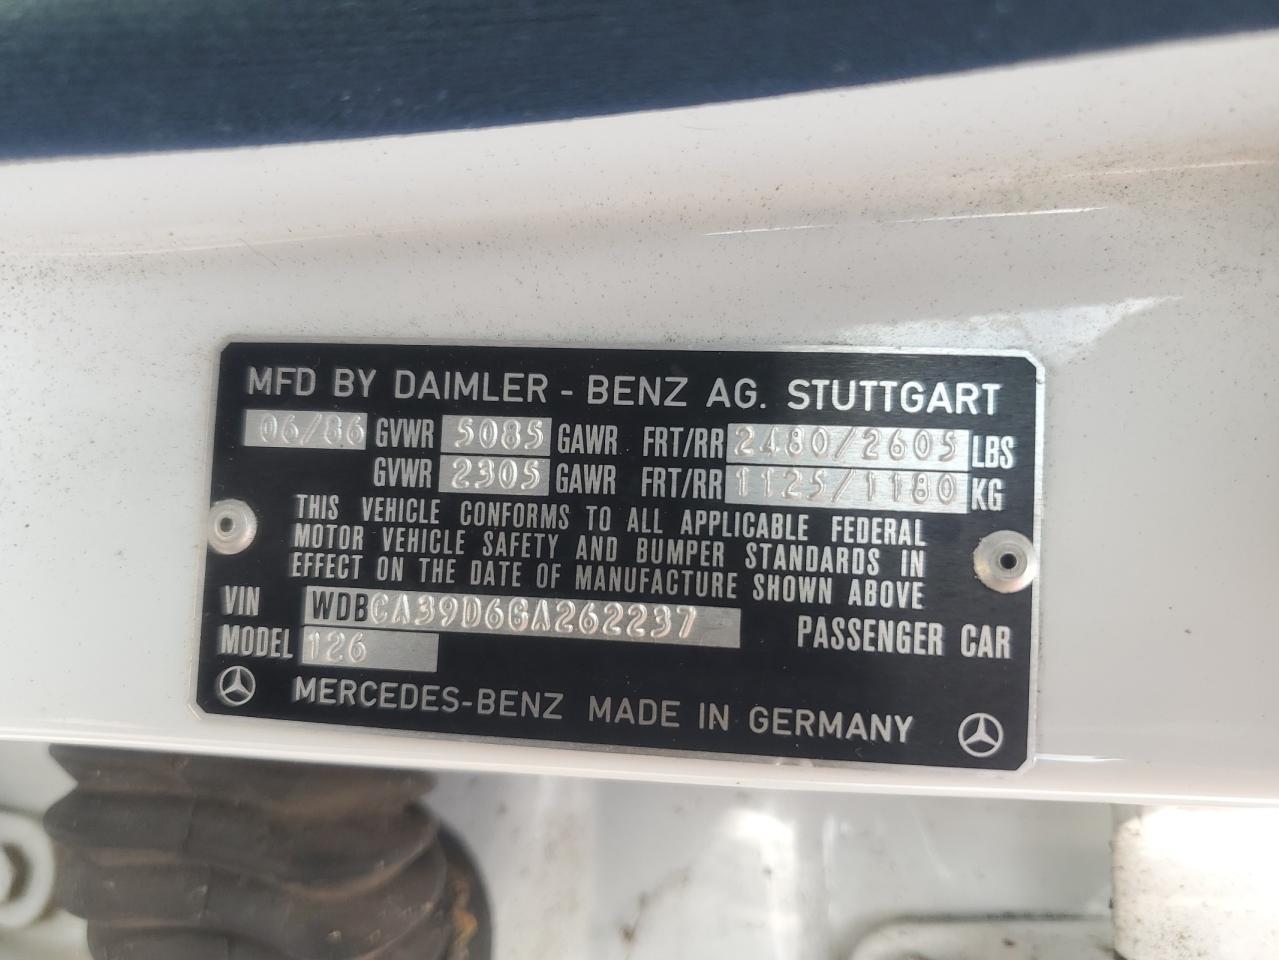 MFD BY DAIMLER - BENZ AG. STUTTGART
06/86 GVWR 5085 GAWR FRT/RR 2480/2605 LBS
GVWR 2305 GAWR FRT/RR 1125/1180 KG
THIS VEHICLE CONFORMS TO ALL APPLICABLE FEDERAL
MOTOR VEHICLE SAFETY AND BUMPER STANDARDS IN
EFFECT ON THE DATE OF MANUFACTURE SHOWN ABOVE
VIN WDBCA39D6GA262237 PASSENGER CAR
MODEL 126
MERCEDES-BENZ MADE IN GERMANY